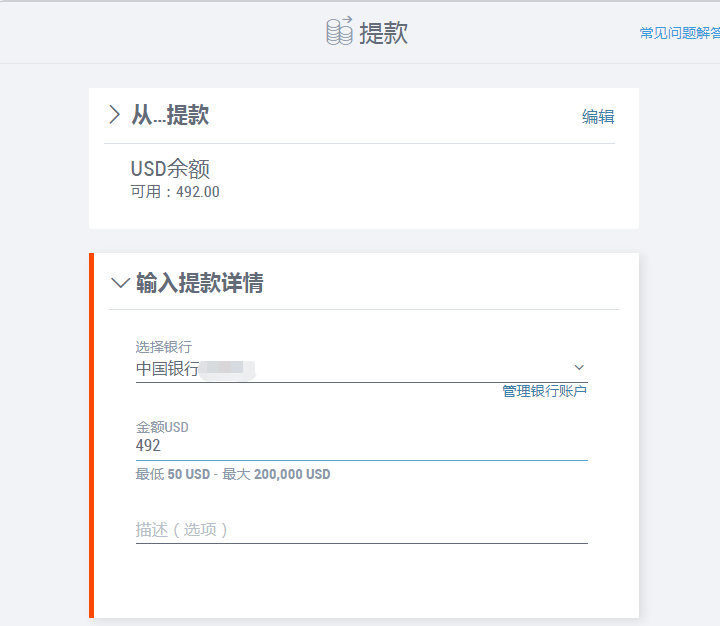 提款
常见问题解答
从...提款
编辑
USD余额
可用：492.00
输入提款详情
选择银行
中国银行
管理银行账户
金额USD
492
最低 50 USD - 最大 200,000 USD
描述（选项）